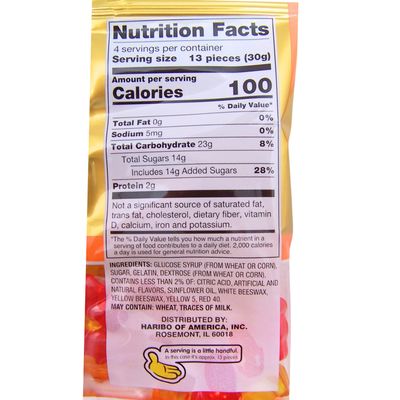 Nutrition Facts
4 servings per container
Serving size 13 pieces (30g)
Amount per serving
Calories 100
% Daily Value*
Total Fat 0g 0%
Sodium 5mg 0%
Total Carbohydrate 23g 8%
Total Sugars 14g
Includes 14g Added Sugars 28%
Protein 2g
Not a significant source of saturated fat,
trans fat, cholesterol, dietary fiber, vitamin
D, calcium, iron and potassium.
*The % Daily Value tells you how much a nutrient in a
serving of food contributes to a daily diet. 2,000 calories
a day is used for general nutrition advice.
INGREDIENTS: GLUCOSE SYRUP (FROM WHEAT OR CORN),
SUGAR, GELATIN, DEXTROSE (FROM WHEAT OR CORN),
CONTAINS LESS THAN 2% OF: CITRIC ACID, ARTIFICIAL AND
NATURAL FLAVORS, SUNFLOWER OIL, WHITE BEESWAX,
YELLOW BEESWAX, YELLOW 5, RED 40.
MAY CONTAIN: WHEAT, TRACES OF MILK.
DISTRIBUTED BY:
HARIBO OF AMERICA, INC.
ROSEMONT, IL 60018
A serving is a little handful.
In this case it's approx. 13 pieces